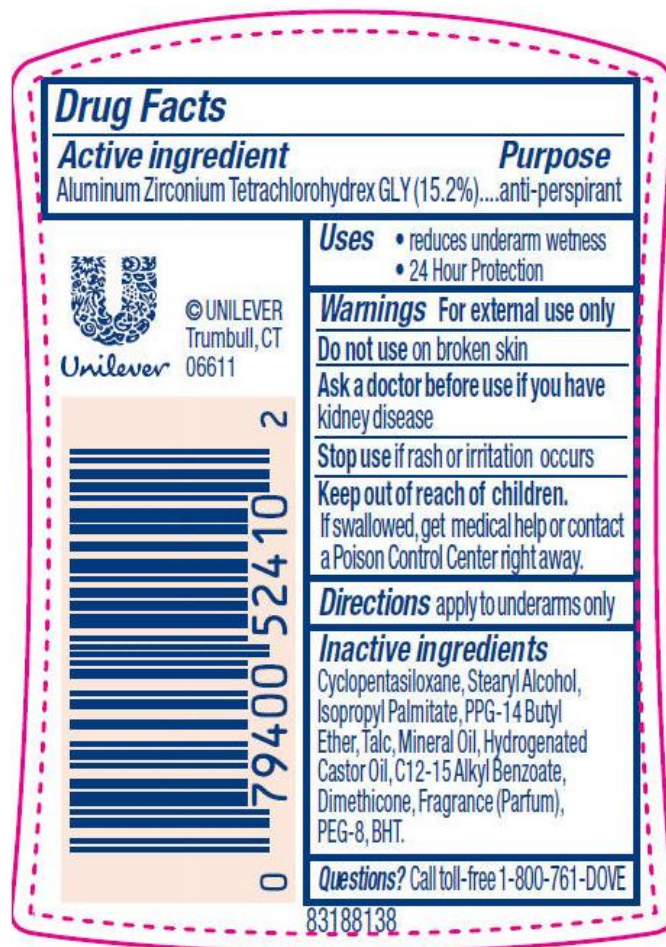 Drug Facts
Active ingredient Purpose
Aluminum Zirconium Tetrachlorohydrex GLY (15.2%)....anti-perspirant
Unilever
© UNILEVER
Trumbull, CT
06611
0 79400 52410 2
Uses • reduces underarm wetness
• 24 Hour Protection
Warnings For external use only
Do not use on broken skin
Ask a doctor before use if you have
kidney disease
Stop use if rash or irritation occurs
Keep out of reach of children.
If swallowed, get medical help or contact
a Poison Control Center right away.
Directions apply to underarms only
Inactive ingredients
Cyclopentasiloxane, Stearyl Alcohol,
Isopropyl Palmitate, PPG-14 Butyl
Ether, Talc, Mineral Oil, Hydrogenated
Castor Oil, C12-15 Alkyl Benzoate,
Dimethicone, Fragrance (Parfum),
PEG-8, BHT.
Questions? Call toll-free 1-800-761-DOVE
83188138